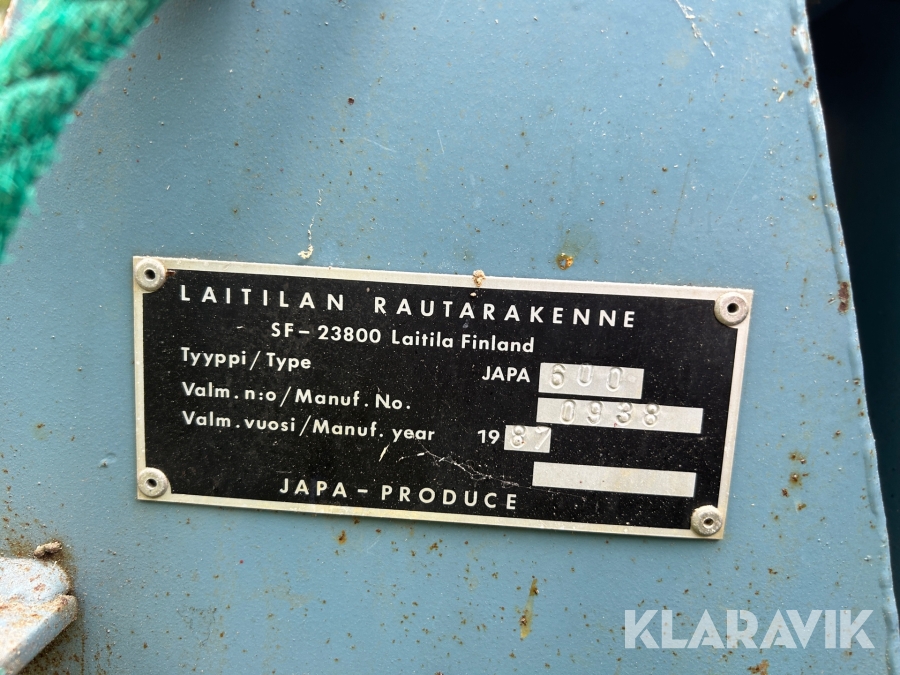 LAITILAN RAUTARAKENNE
SF-23800 Laitila Finland
Tyyppi/Type JAPA 600
Valm. n:o/Manuf. No. 0938
Valm. vuosi/Manuf. year 1987
JAPA-PRODUCE
KLARAVIK